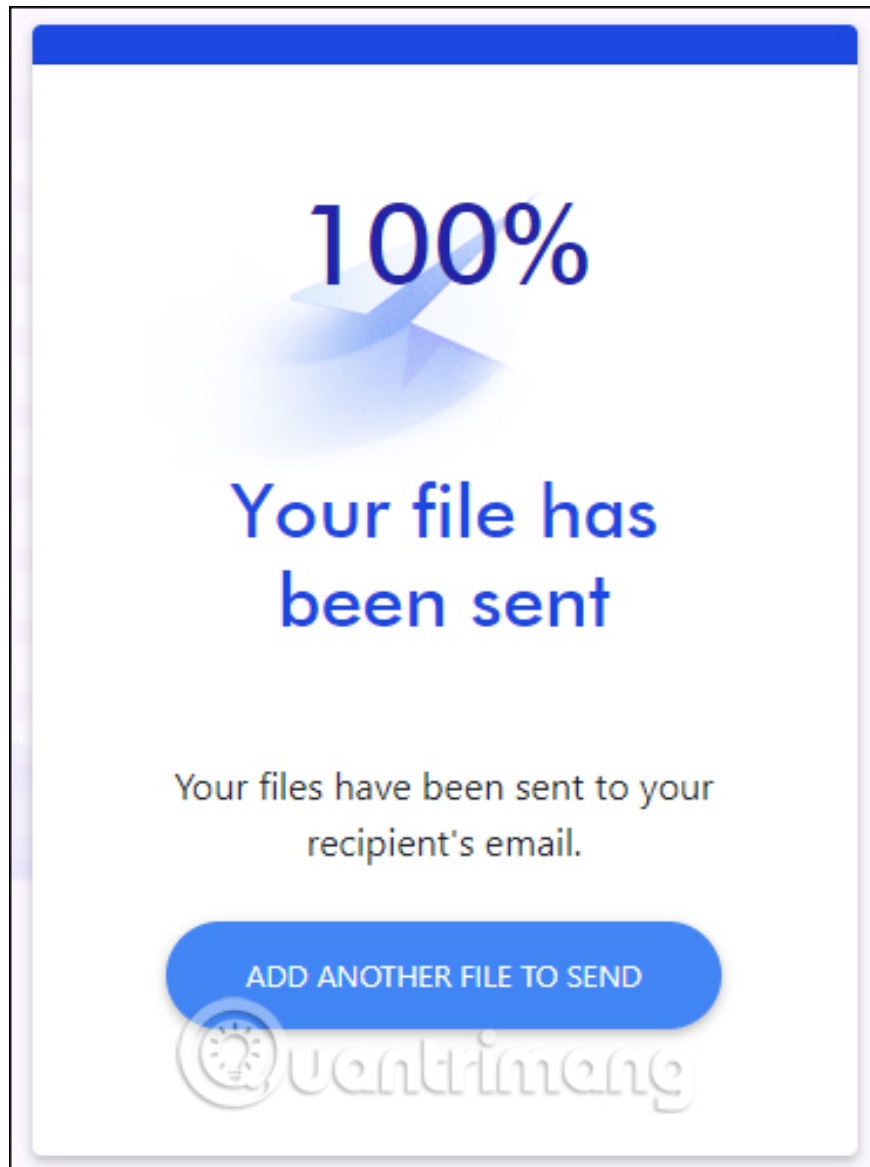 100%
Your file has
been sent
Your files have been sent to your
recipient's email.
ADD ANOTHER FILE TO SEND
Quantrimang